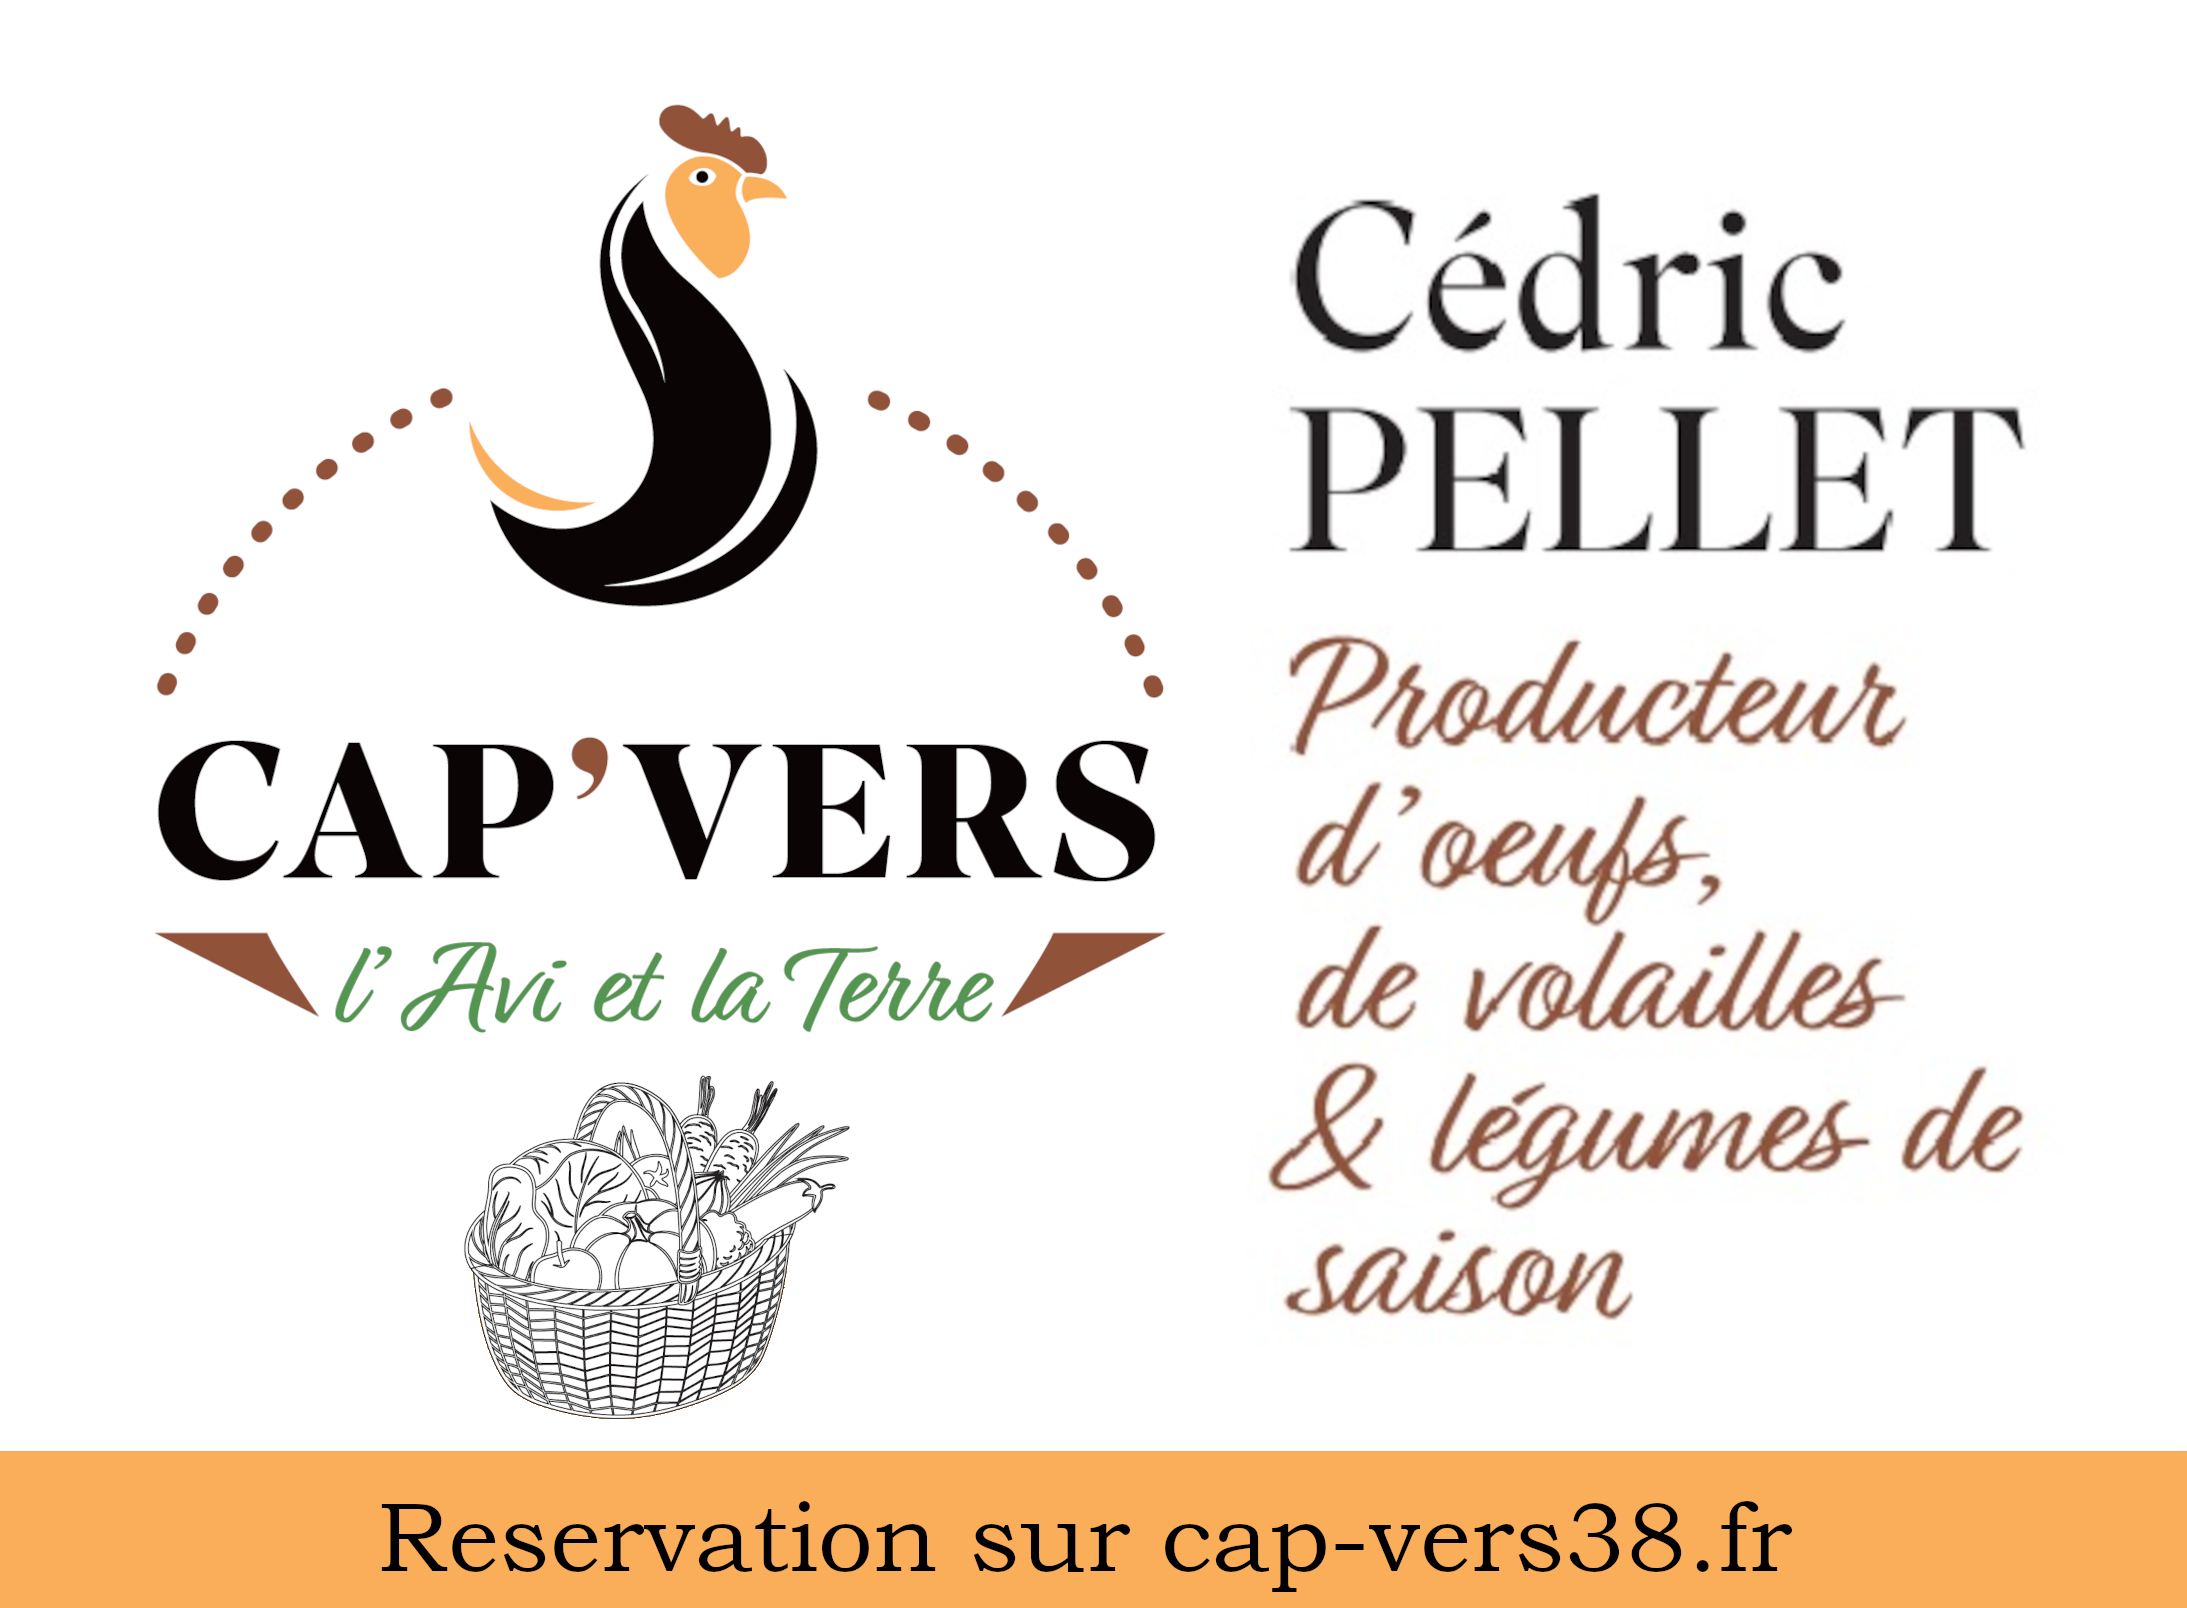 CAP'VERS
l' Avi et la Terre
Cédric
PELLET
Producteur
d'oeufs,
de volailles
& légumes de
saison
Reservation sur cap-vers38.fr